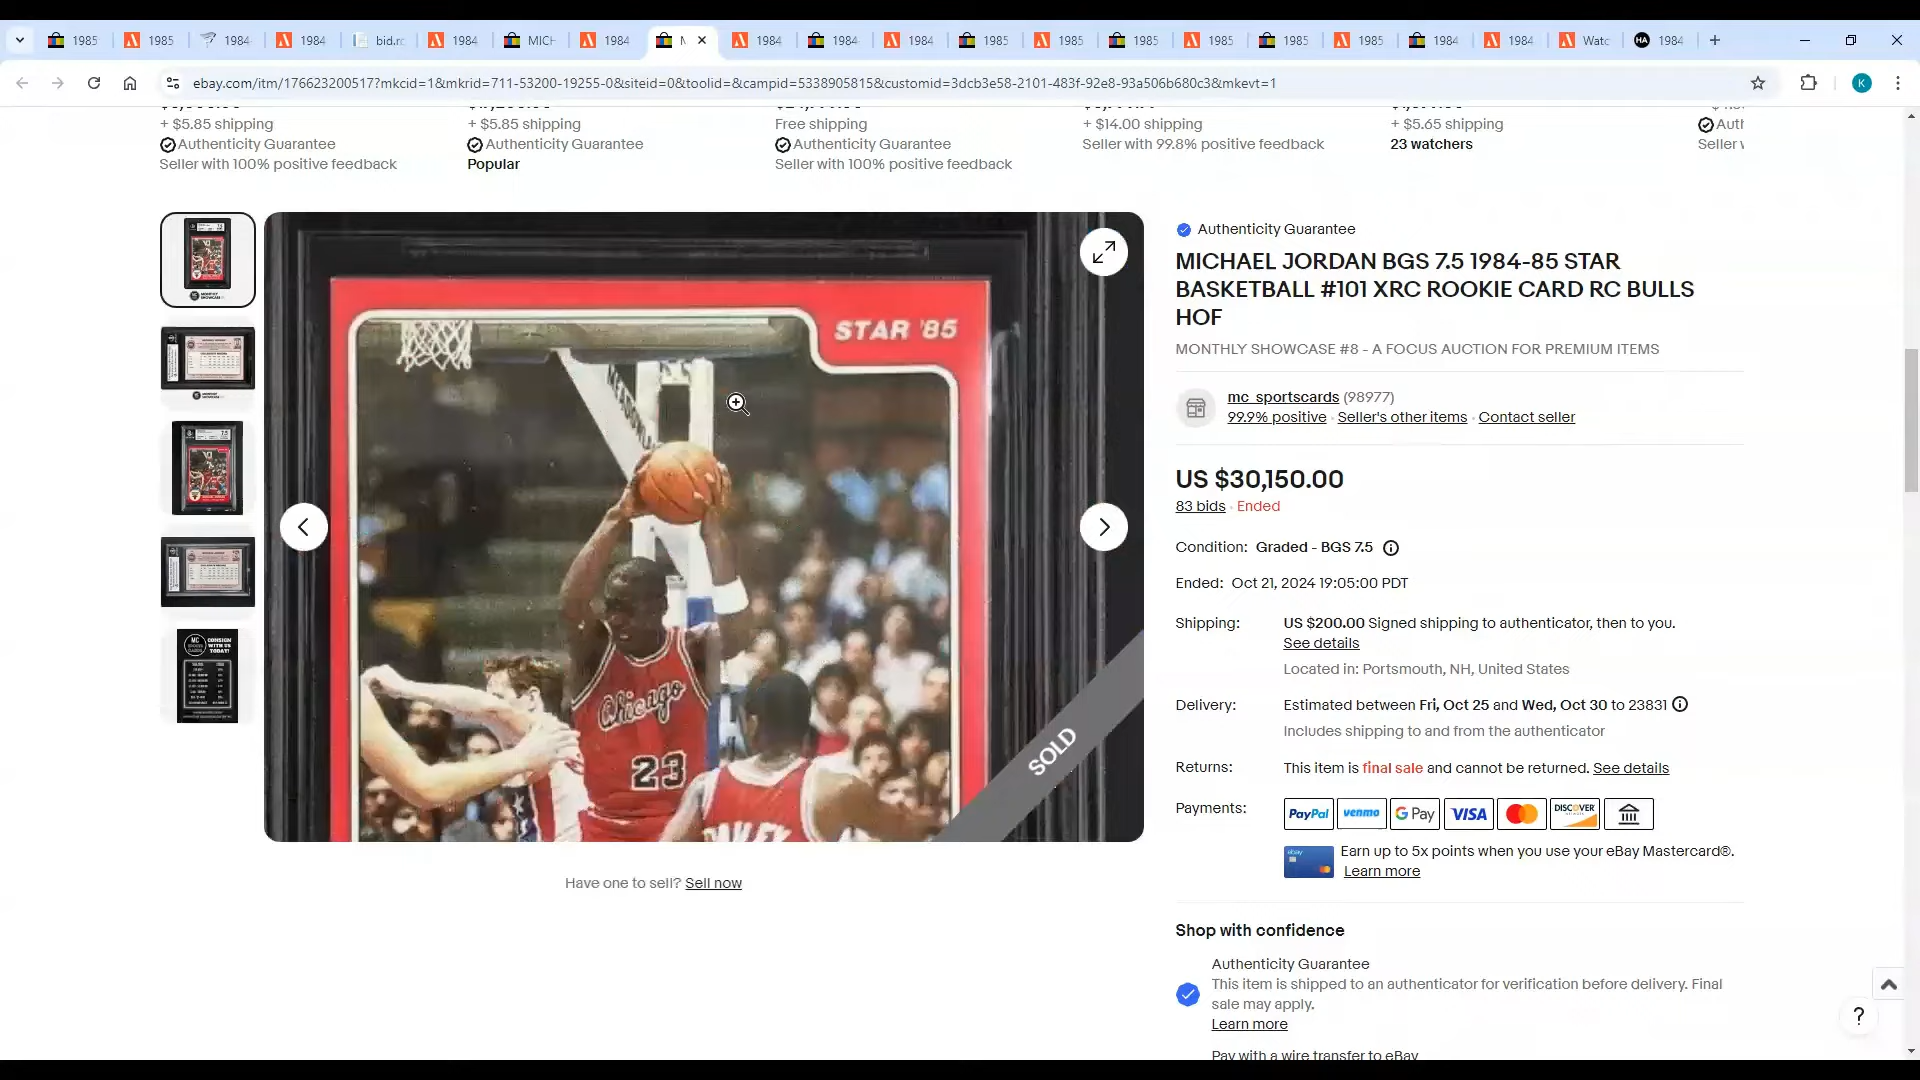 1985
1985
1984
1984
bid.rc
1984
MICH
1984
1984
1984
1984
1985
1985
1985
1985
1985
1985
1984
1984
Watc
HA
1984
K
ebay.com/itm/176623200517?mkcid=1&mkrid=711-53200-19255-0&siteid=0&toolid=&campid=5338905815&customid=3dcb3e58-2101-483f-92e8-93a506b680c3&mkevt=1
+ $5.85 shipping
Authenticity Guarantee
Seller with 100% positive feedback
+ $5.85 shipping
Authenticity Guarantee
Popular
Free shipping
Authenticity Guarantee
Seller with 100% positive feedback
+ $14.00 shipping
Seller with 99.8% positive feedback
+ $5.65 shipping
23 watchers
Auth
Seller
STAR '85
Chicago
23
SOLD
CONSIGN
WITH US
TODAY!
Have one to sell? Sell now
Authenticity Guarantee
MICHAEL JORDAN BGS 7.5 1984-85 STAR
BASKETBALL #101 XRC ROOKIE CARD RC BULLS
HOF
MONTHLY SHOWCASE #8 - A FOCUS AUCTION FOR PREMIUM ITEMS
mc_sportscards (98977)
99.9% positive · Seller's other items · Contact seller
US $30,150.00
83 bids · Ended
Condition: Graded - BGS 7.5
Ended: Oct 21, 2024 19:05:00 PDT
Shipping: US $200.00 Signed shipping to authenticator, then to you.
See details
Located in: Portsmouth, NH, United States
Delivery: Estimated between Fri, Oct 25 and Wed, Oct 30 to 23831
Includes shipping to and from the authenticator
Returns: This item is final sale and cannot be returned. See details
Payments: PayPal venmo G Pay VISA DISCOVER
ebay
Earn up to 5x points when you use your eBay Mastercard®.
Learn more
Shop with confidence
Authenticity Guarantee
This item is shipped to an authenticator for verification before delivery. Final
sale may apply.
Learn more
Pay with a wire transfer to eBay
?